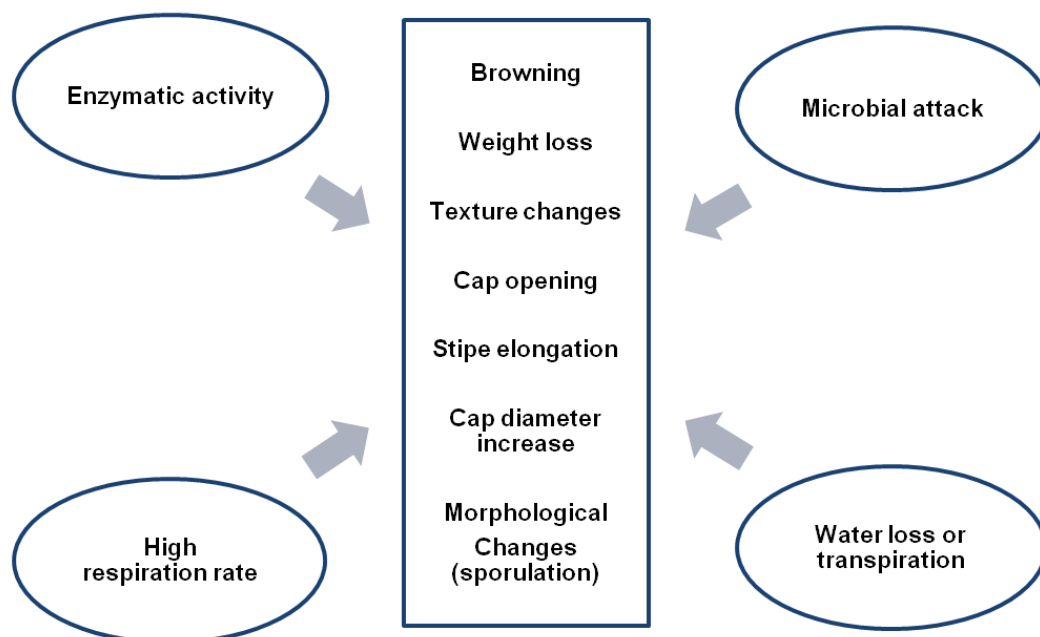 Enzymatic activity
Microbial attack
Browning
Weight loss
Texture changes
Cap opening
Stipe elongation
Cap diameter
increase
Morphological
Changes
(sporulation)
High
respiration rate
Water loss or
transpiration